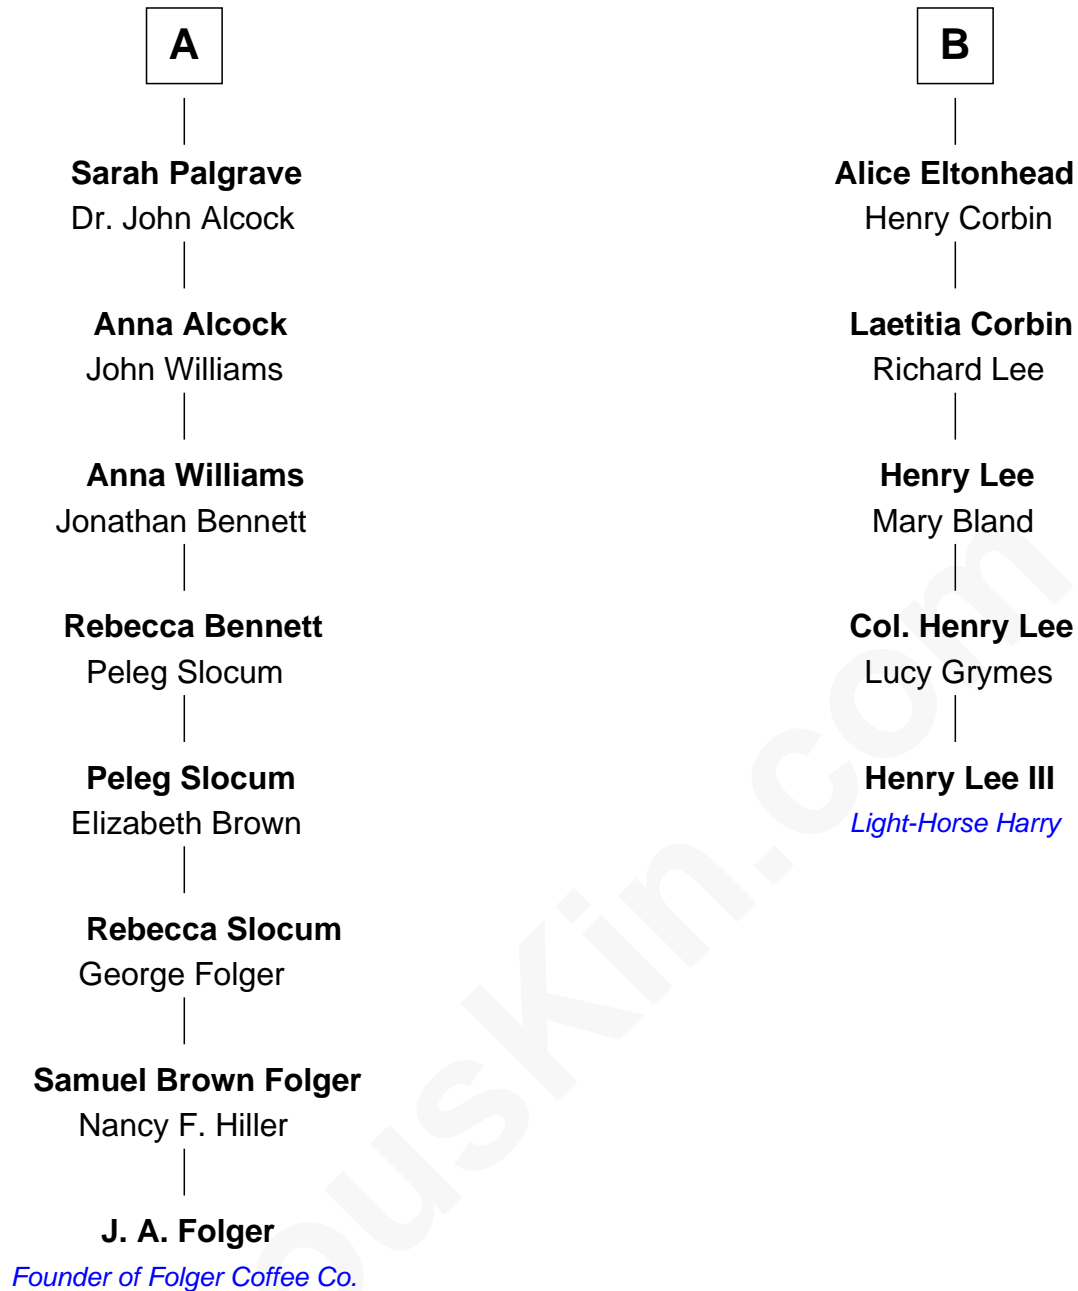 A
Sarah Palgrave
Dr. John Alcock
Anna Alcock
John Williams
Anna Williams
Jonathan Bennett
Rebecca Bennett
Peleg Slocum
Peleg Slocum
Elizabeth Brown
Rebecca Slocum
George Folger
Samuel Brown Folger
Nancy F. Hiller
J. A. Folger
Founder of Folger Coffee Co.
B
Alice Eltonhead
Henry Corbin
Laetitia Corbin
Richard Lee
Henry Lee
Mary Bland
Col. Henry Lee
Lucy Grymes
Henry Lee III
Light-Horse Harry
ousKin.com